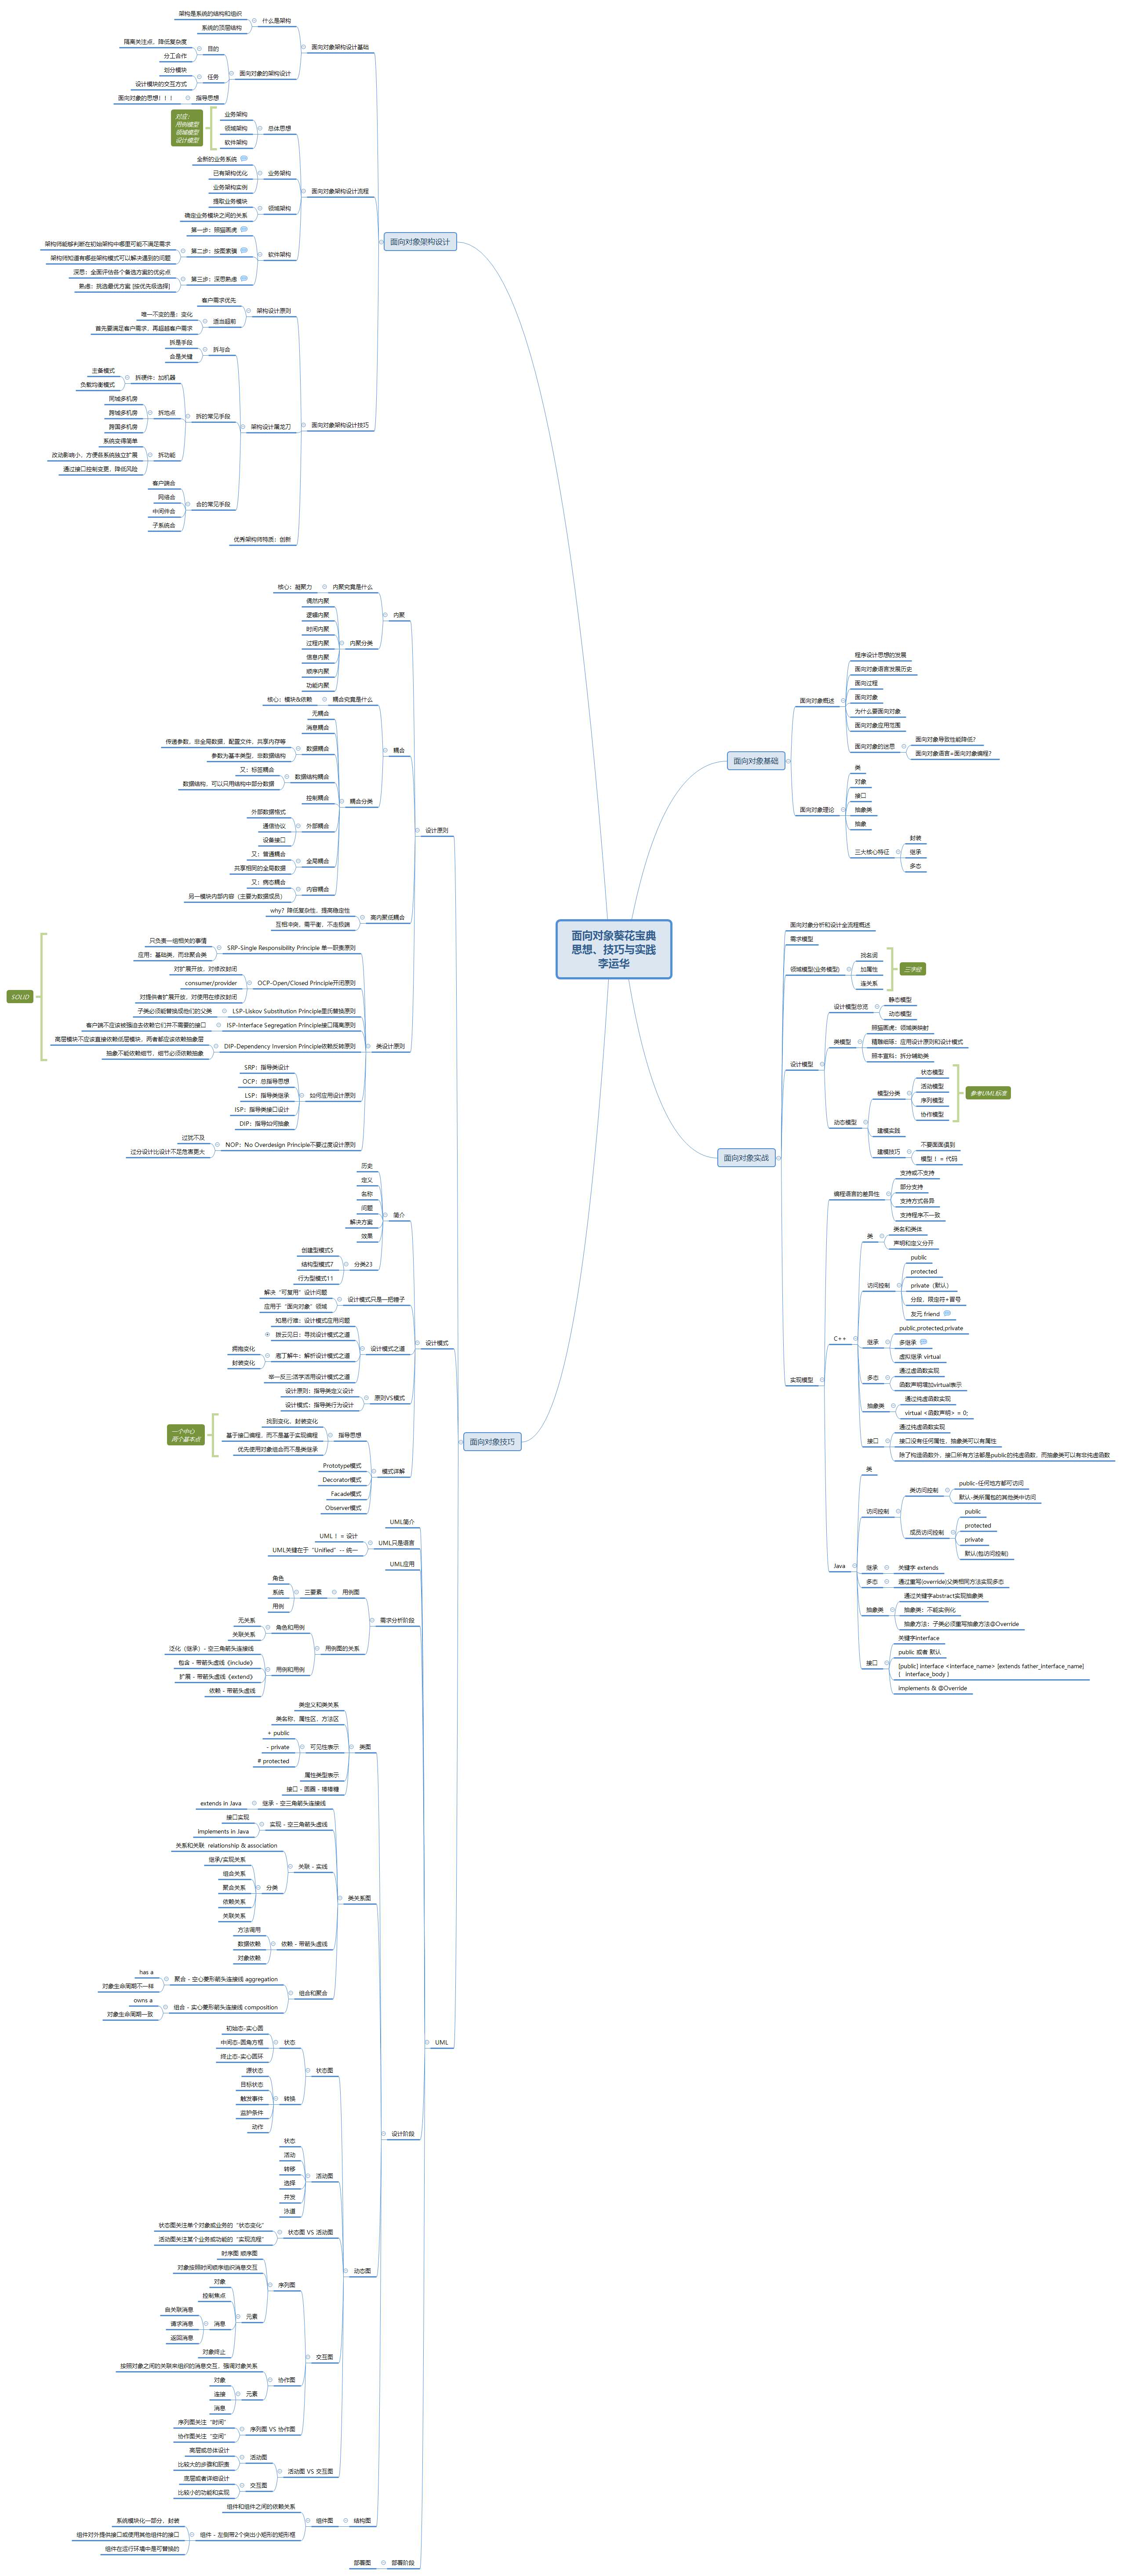 面向对象葵花宝典
思想、技巧与实践
李运华
面向对象基础
面向对象概述
程序设计思想的发展
面向对象语言发展历史
面向过程
面向对象
为什么要面向对象
面向对象应用范围
面向对象的迷思
面向对象导致性能降低?
面向对象语言=面向对象编程?
面向对象理论
类
对象
接口
抽象类
抽象
三大核心特征
封装
继承
多态
面向对象实战
面向对象分析和设计全流程概述
需求模型
领域模型(业务模型)
找名词
加属性
连关系
三字经
设计模型
设计模型总览
静态模型
动态模型
类模型
照猫画虎：领域类映射
精雕细琢：应用设计原则和设计模式
照本宣科：拆分辅助类
动态模型
模型分类
状态模型
活动模型
序列模型
协作模型
参考UML标准
建模实践
建模技巧
不要面面俱到
模型 ! = 代码
实现模型
编程语言的差异性
支持或不支持
部分支持
支持方式各异
支持程序不一致
C++
类
类名和类体
声明和定义分开
访问控制
public
protected
private（默认）
分段，限定符+冒号
友元 friend
继承
public,protected,private
多继承
虚拟继承 virtual
多态
通过虚函数实现
函数声明增加virtual表示
抽象类
通过纯虚函数实现
virtual <函数声明> = 0;
接口
通过纯虚函数实现
接口没有任何属性，抽象类可以有属性
除了构造函数外，接口所有方法都是public的纯虚函数，而抽象类可以有非纯虚函数
Java
类
访问控制
类访问控制
public-任何地方都可访问
默认-类所属包的其他类中访问
成员访问控制
public
protected
private
默认(包访问控制)
继承
关键字 extends
多态
通过重写(override)父类相同方法实现多态
抽象类
通过关键字abstract实现抽象类
抽象类：不能实例化
抽象方法：子类必须重写抽象方法@Override
接口
关键字interface
public 或者 默认
[public] interface <interface_name> [extends father_interface_name]
{ interface_body }
implements & @Override
面向对象架构设计
面向对象架构设计基础
什么是架构
架构是系统的结构和组织
系统的顶层结构
面向对象的架构设计
目的
隔离关注点，降低复杂度
分工合作
任务
划分模块
设计模块的交互方式
指导思想
面向对象的思想！！！
面向对象架构设计流程
总体思想
业务架构
领域架构
软件架构
对应：
用例模型
领域模型
设计模型
业务架构
全新的业务系统
已有架构优化
业务架构实例
领域架构
提取业务模块
确定业务模块之间的关系
软件架构
第一步：照猫画虎
第二步：按图索骥
架构师能够判断在初始架构中哪里可能不满足需求
架构师知道有哪些架构模式可以解决遇到的问题
第三步：深思熟虑
深思：全面评估各个备选方案的优劣点
熟虑：挑选最优方案 [按优先级选择]
面向对象架构设计技巧
架构设计原则
客户需求优先
适当超前
唯一不变的是：变化
首先要满足客户需求，再超越客户需求
架构设计屠龙刀
拆与合
拆是手段
合是关键
拆的常见手段
拆硬件：加机器
主备模式
负载均衡模式
拆地点
同城多机房
跨城多机房
跨国多机房
拆功能
系统变得简单
改动影响小，方便各系统独立扩展
通过接口控制变更，降低风险
合的常见手段
客户端合
网络合
中间件合
子系统合
优秀架构师特质：创新
面向对象技巧
设计原则
内聚
内聚究竟是什么
核心：凝聚力
内聚分类
偶然内聚
逻辑内聚
时间内聚
过程内聚
信息内聚
顺序内聚
功能内聚
耦合
耦合究竟是什么
核心：模块&依赖
耦合分类
无耦合
消息耦合
数据耦合
传递参数，非全局数据，配置文件、共享内存等
参数为基本类型，非数据结构
数据结构耦合
又：标签耦合
数据结构，可以只用结构中部分数据
控制耦合
外部耦合
外部数据格式
通信协议
设备接口
全局耦合
又：普通耦合
共享相同的全局数据
内容耦合
又：病态耦合
另一模块内部内容（主要为数据成员）
高内聚低耦合
why？降低复杂性，提高稳定性
互相冲突，需平衡，不走极端
类设计原则
SRP-Single Responsibility Principle 单一职责原则
只负责一组相关的事情
应用：基础类，而非聚合类
OCP-Open/Closed Principle开闭原则
对扩展开放，对修改封闭
consumer/provider
对提供者扩展开放，对使用在修改封闭
LSP-Liskov Substitution Principle里氏替换原则
子类必须能替换成他们的父类
ISP-Interface Segregation Principle接口隔离原则
客户端不应该被强迫去依赖它们并不需要的接口
DIP-Dependency Inversion Principle依赖反转原则
高层模块不应该直接依赖低层模块，两者都应该依赖抽象层
抽象不能依赖细节，细节必须依赖抽象
SOLID
如何应用设计原则
SRP：指导类设计
OCP：总指导思想
LSP：指导类继承
ISP：指导类接口设计
DIP：指导如何抽象
NOP：No Overdesign Principle不要过度设计原则
过犹不及
过分设计比设计不足危害更大
设计模式
简介
历史
定义
名称
问题
解决方案
效果
分类23
创建型模式5
结构型模式7
行为型模式11
设计模式只是一把锤子
解决“可复用”设计问题
应用于“面向对象”领域
设计模式之道
知易行难：设计模式应用问题
拨云见日：寻找设计模式之道
庖丁解牛：解析设计模式之道
拥抱变化
封装变化
举一反三:活学活用设计模式之道
原则VS模式
设计原则：指导类定义设计
设计模式：指导类行为设计
模式详解
指导思想
找到变化，封装变化
基于接口编程，而不是基于实现编程
优先使用对象组合而不是类继承
一个中心
两个基本点
Prototype模式
Decorator模式
Facade模式
Observer模式
UML
UML简介
UML只是语言
UML！= 设计
UML关键在于“Unified”-- 统一
UML应用
需求分析阶段
用例图
三要素
角色
系统
用例
用例图的关系
角色和用例
无关系
关联关系
用例和用例
泛化（继承）- 空三角箭头连接线
包含 - 带箭头虚线《include》
扩展 - 带箭头虚线《extend》
依赖 - 带箭头虚线
设计阶段
类图
类定义和类关系
类名称，属性区，方法区
可见性表示
+ public
- private
# protected
属性类型表示
接口 - 圆圈 - 棒棒糖
类关系图
继承 - 空三角箭头连接线
extends in Java
实现 - 空三角箭头虚线
接口实现
implements in Java
关联 - 实线
关系和关联 relationship & association
分类
继承/实现关系
组合关系
聚合关系
依赖关系
关联关系
依赖 - 带箭头虚线
方法调用
数据依赖
对象依赖
组合和聚合
聚合 - 空心菱形箭头连接线 aggregation
has a
对象生命周期不一样
组合 - 实心菱形箭头连接线 composition
owns a
对象生命周期一致
动态图
状态图
状态
初始态-实心圆
中间态-圆角方框
终止态-实心圆环
转换
源状态
目标状态
触发事件
监护条件
动作
活动图
状态
活动
转移
选择
并发
泳道
状态图 VS 活动图
状态图关注单个对象或业务的“状态变化”
活动图关注某个业务或功能的“实现流程”
交互图
序列图
时序图 顺序图
对象按照时间顺序组织消息交互
元素
对象
控制焦点
消息
自关联消息
请求消息
返回消息
对象终止
协作图
按照对象之间的关联来组织的消息交互，强调对象关系
元素
对象
连接
消息
序列图 VS 协作图
序列图关注“时间”
协作图关注“空间”
活动图 VS 交互图
活动图
高层或总体设计
比较大的步骤和职责
交互图
底层或者详细设计
比较小的功能和实现
结构图
组件图
组件和组件之间的依赖关系
组件 - 左侧带2个突出小矩形的矩形框
系统模块化一部分，封装
组件对外提供接口或使用其他组件的接口
组件在运行环境中是可替换的
部署阶段
部署图